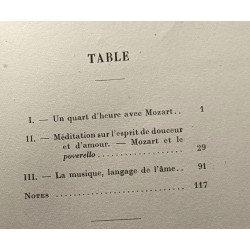 TABLE
I. — Un quart d'heure avec Mozart.. 1
II. — Méditation sur l'esprit de douceur
et d'amour. — Mozart et le
poverello . . . . . . . . . . . . . . 29
III. — La musique, langage de l'âme.. 91
NOTES . . . . . . . . . . . . . . . . . . . . 117